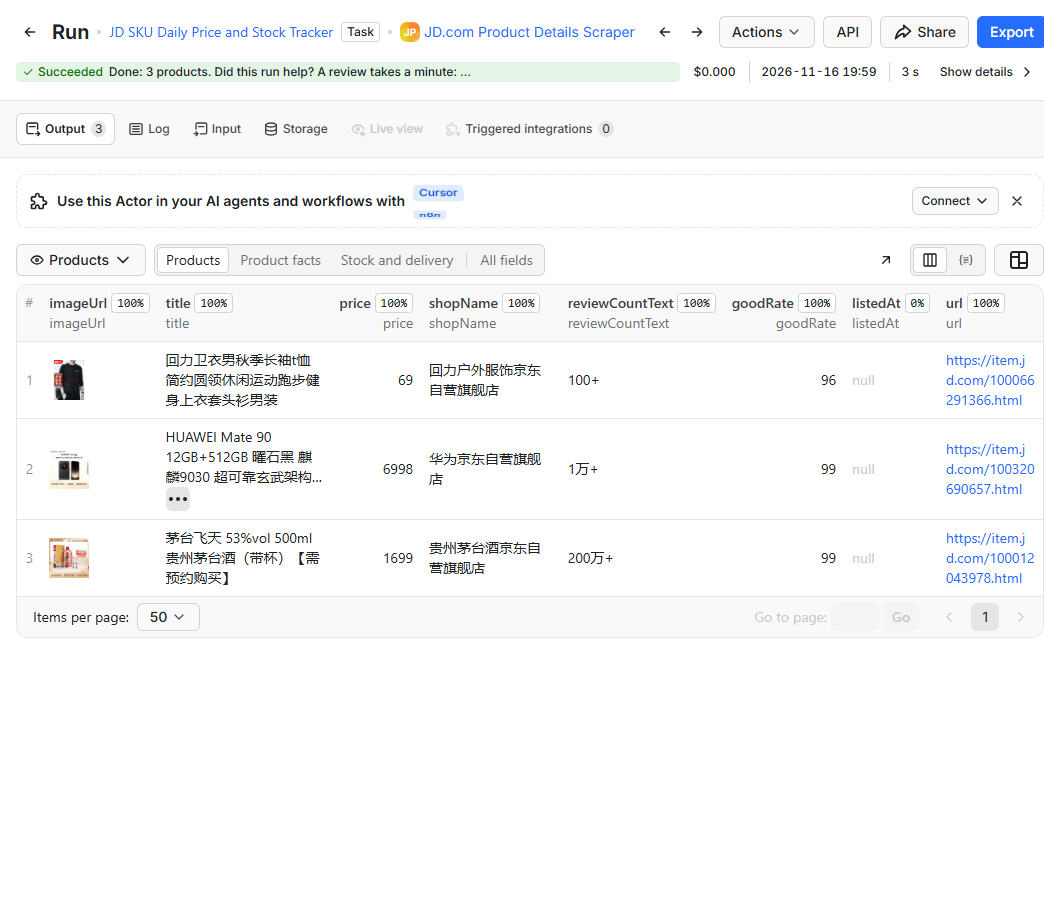 Run JD SKU Daily Price and Stock Tracker Task JP JD.com Product Details Scraper Actions API Share Export
Succeeded Done: 3 products. Did this run help? A review takes a minute: ... $0.000 2026-11-16 19:59 3 s Show details
Output 3 Log Input Storage Live view Triggered integrations 0
Use this Actor in your AI agents and workflows with Cursor n8n Connect
Products Products Product facts Stock and delivery All fields
# imageUrl 100% title 100% price 100% shopName 100% reviewCountText 100% goodRate 100% listedAt 0% url 100%
imageUrl title price shopName reviewCountText goodRate listedAt url
1
回力卫衣男秋季长袖t恤
简约圆领休闲运动跑步健
身上衣套头衫男装
69
回力户外服饰京东
自营旗舰店
100+
96
null
https://item.j
d.com/100066
291366.html
2
HUAWEI Mate 90
12GB+512GB 曜石黑 麒
麟9030 超可靠玄武架构...
6998
华为京东自营旗舰
店
1万+
99
null
https://item.j
d.com/100320
690657.html
3
茅台飞天 53%vol 500ml
贵州茅台酒（带杯）【需
预约购买】
1699
贵州茅台酒京东自
营旗舰店
200万+
99
null
https://item.j
d.com/100012
043978.html
Items per page: 50 Go to page: Go 1